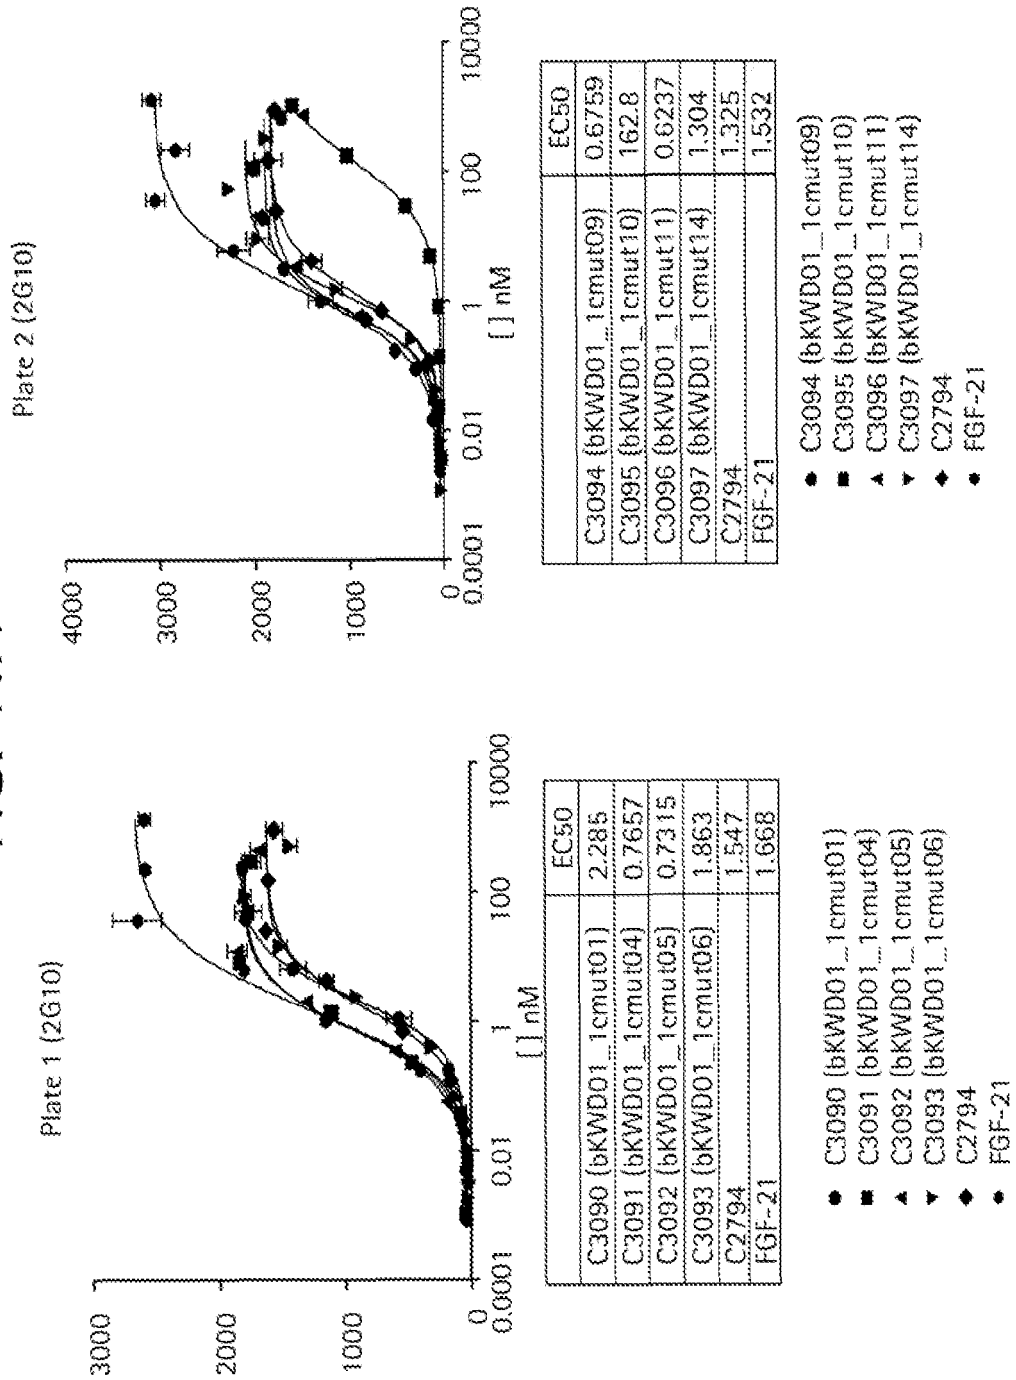 Plate 1 (2G10)
3000
2000
1000
0
0.0001
0.01
1
100
10000
[ ] nM
EC50
C3090 (bKWD01_1cmut01) 2.285
C3091 (bKWD01_1cmut04) 0.7657
C3092 (bKWD01_1cmut05) 0.7315
C3093 (bKWD01_1cmut06) 1.863
C2794 1.547
FGF-21 1.668
C3090 (bKWD01_1cmut01)
C3091 (bKWD01_1cmut04)
C3092 (bKWD01_1cmut05)
C3093 (bKWD01_1cmut06)
C2794
FGF-21
Plate 2 (2G10)
4000
3000
2000
1000
0
0.0001
0.01
1
100
10000
[ ] nM
EC50
C3094 (bKWD01_1cmut09) 0.6759
C3095 (bKWD01_1cmut10) 162.8
C3096 (bKWD01_1cmut11) 0.6237
C3097 (bKWD01_1cmut14) 1.304
C2794 1.325
FGF-21 1.532
C3094 (bKWD01_1cmut09)
C3095 (bKWD01_1cmut10)
C3096 (bKWD01_1cmut11)
C3097 (bKWD01_1cmut14)
C2794
FGF-21